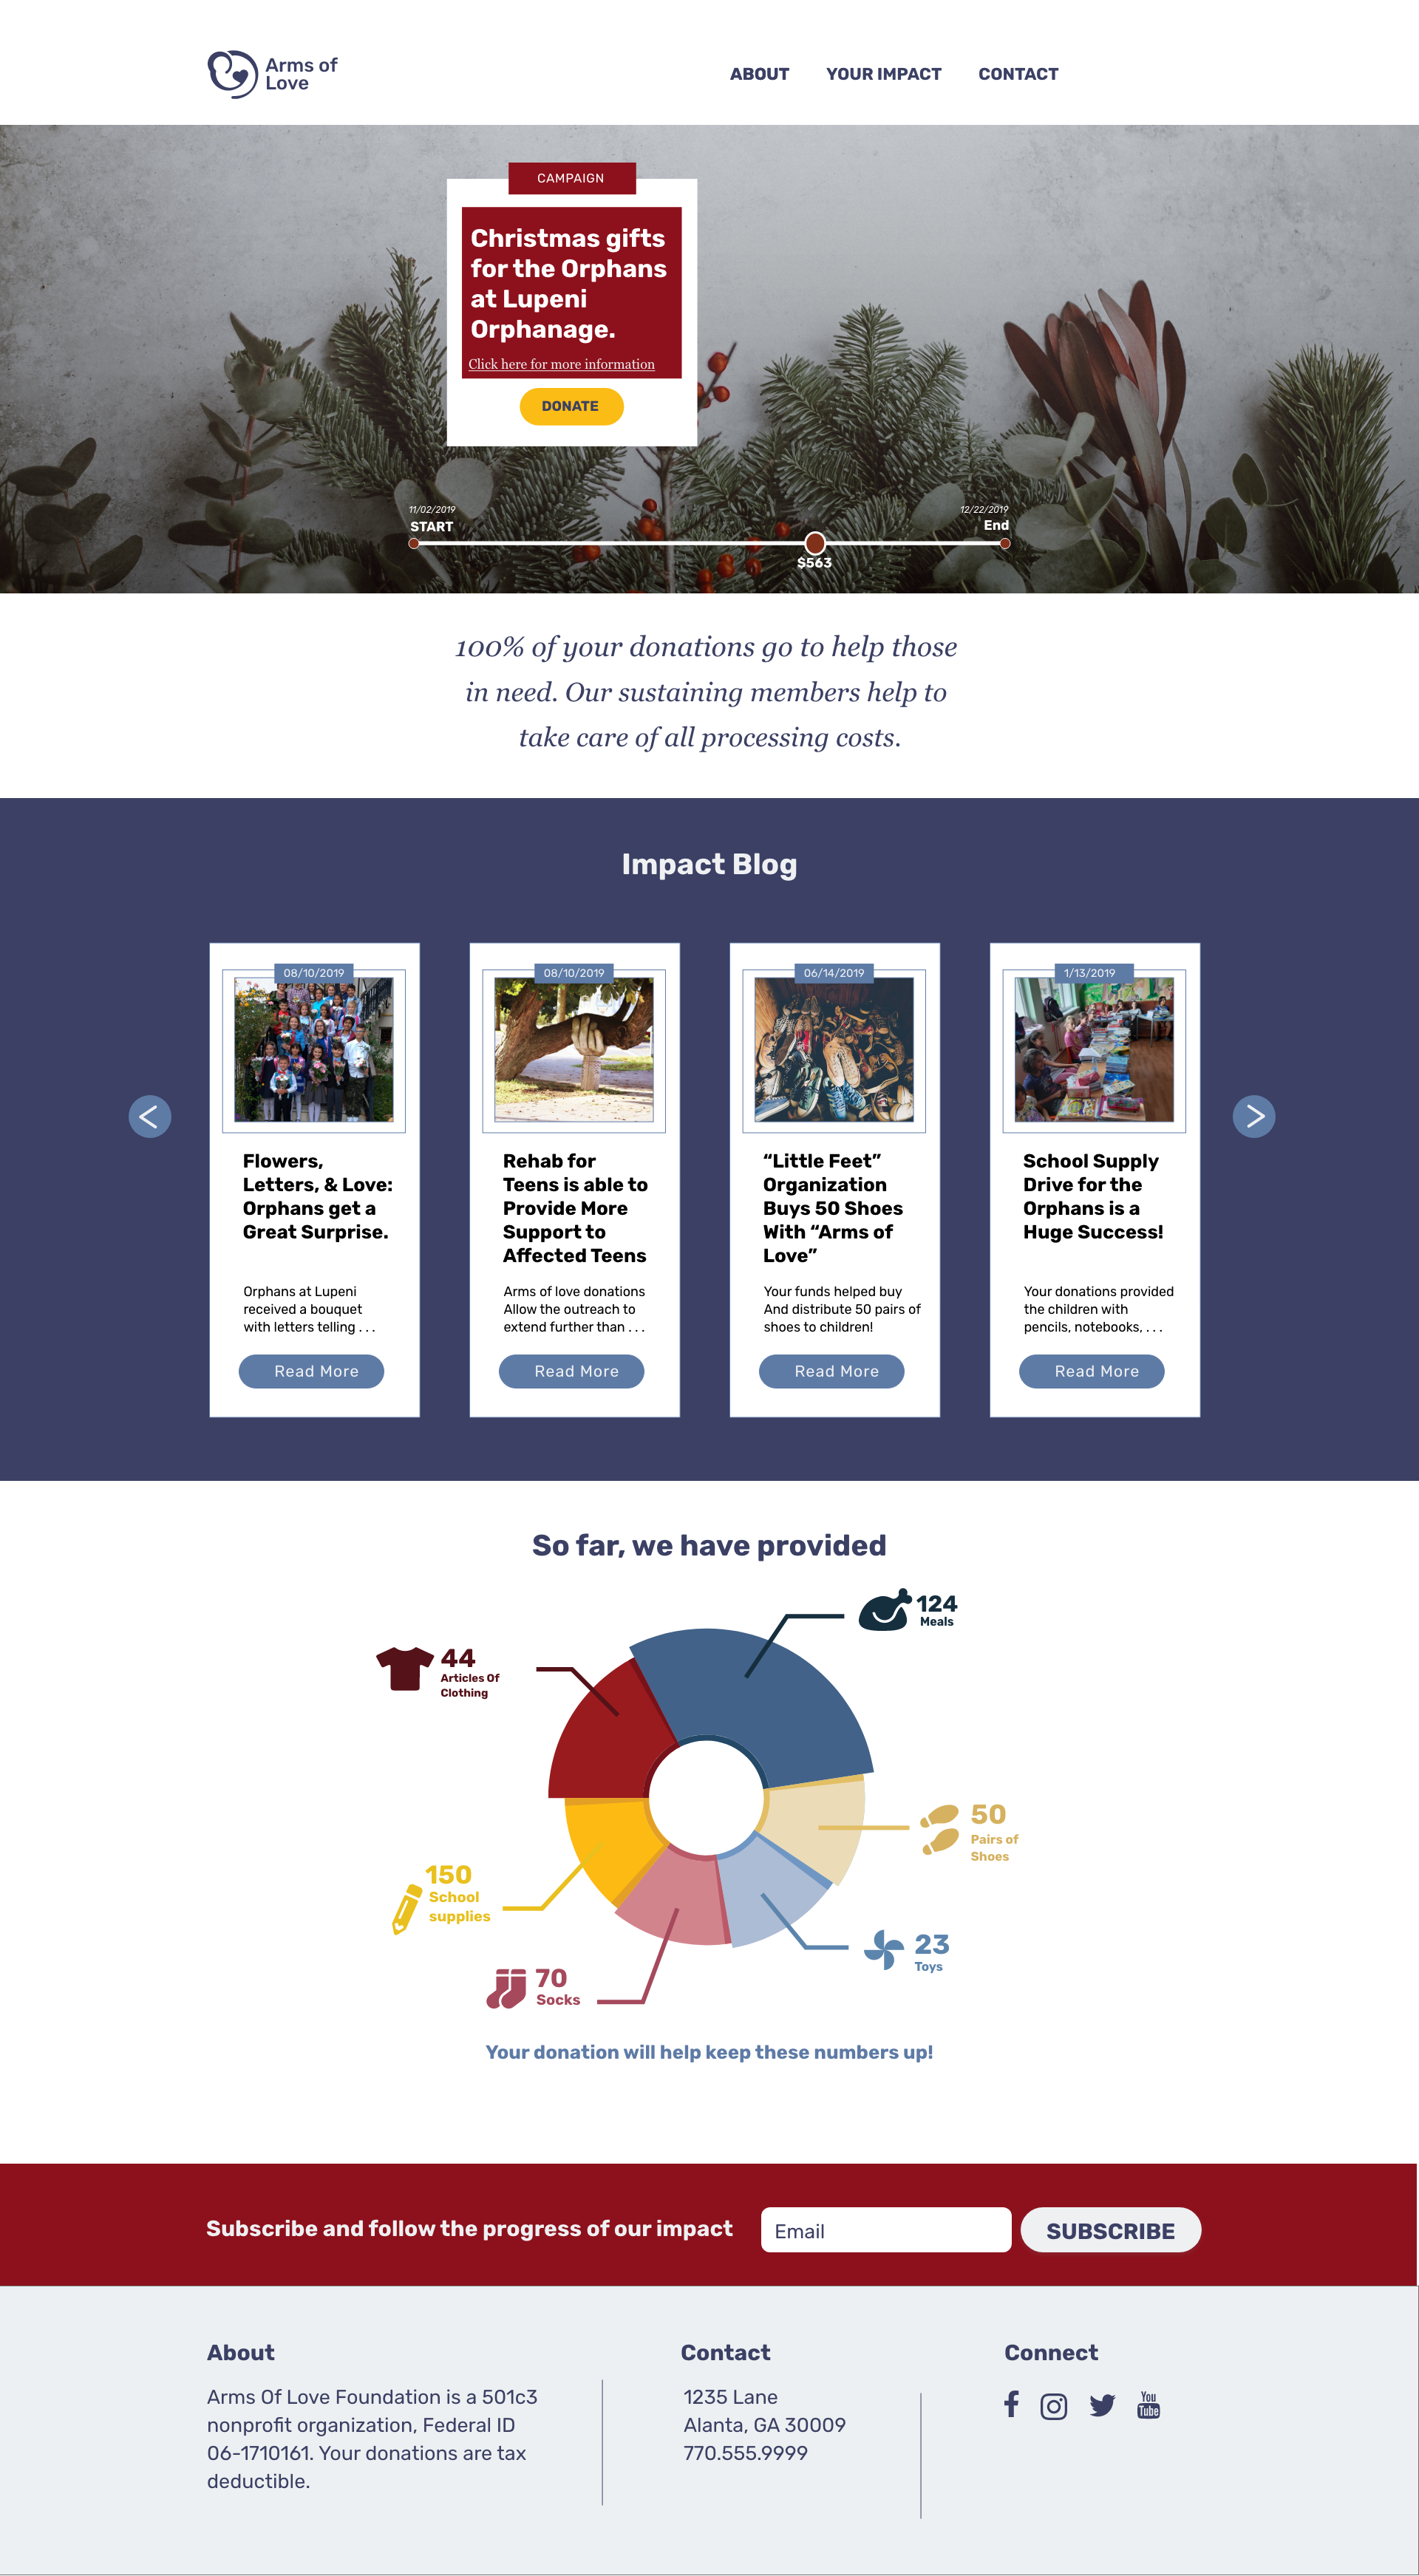 Arms of
Love
ABOUT YOUR IMPACT CONTACT
CAMPAIGN
Christmas gifts
for the Orphans
at Lupeni
Orphanage.
Click here for more information
DONATE
11/02/2019
START
12/22/2019
End
$563
100% of your donations go to help those
in need. Our sustaining members help to
take care of all processing costs.
Impact Blog
08/10/2019
Flowers,
Letters, & Love:
Orphans get a
Great Surprise.
Orphans at Lupeni
received a bouquet
with letters telling . . .
Read More
08/10/2019
Rehab for
Teens is able to
Provide More
Support to
Affected Teens
Arms of love donations
Allow the outreach to
extend further than . . .
Read More
06/14/2019
“Little Feet”
Organization
Buys 50 Shoes
With “Arms of
Love”
Your funds helped buy
And distribute 50 pairs of
shoes to children!
Read More
1/13/2019
School Supply
Drive for the
Orphans is a
Huge Success!
Your donations provided
the children with
pencils, notebooks, . . .
Read More
<
>
So far, we have provided
124
Meals
44
Articles Of
Clothing
50
Pairs of
Shoes
150
School
supplies
23
Toys
70
Socks
Your donation will help keep these numbers up!
Subscribe and follow the progress of our impact
Email
SUBSCRIBE
About
Arms Of Love Foundation is a 501c3
nonprofit organization, Federal ID
06-1710161. Your donations are tax
deductible.
Contact
1235 Lane
Alanta, GA 30009
770.555.9999
Connect
You
Tube